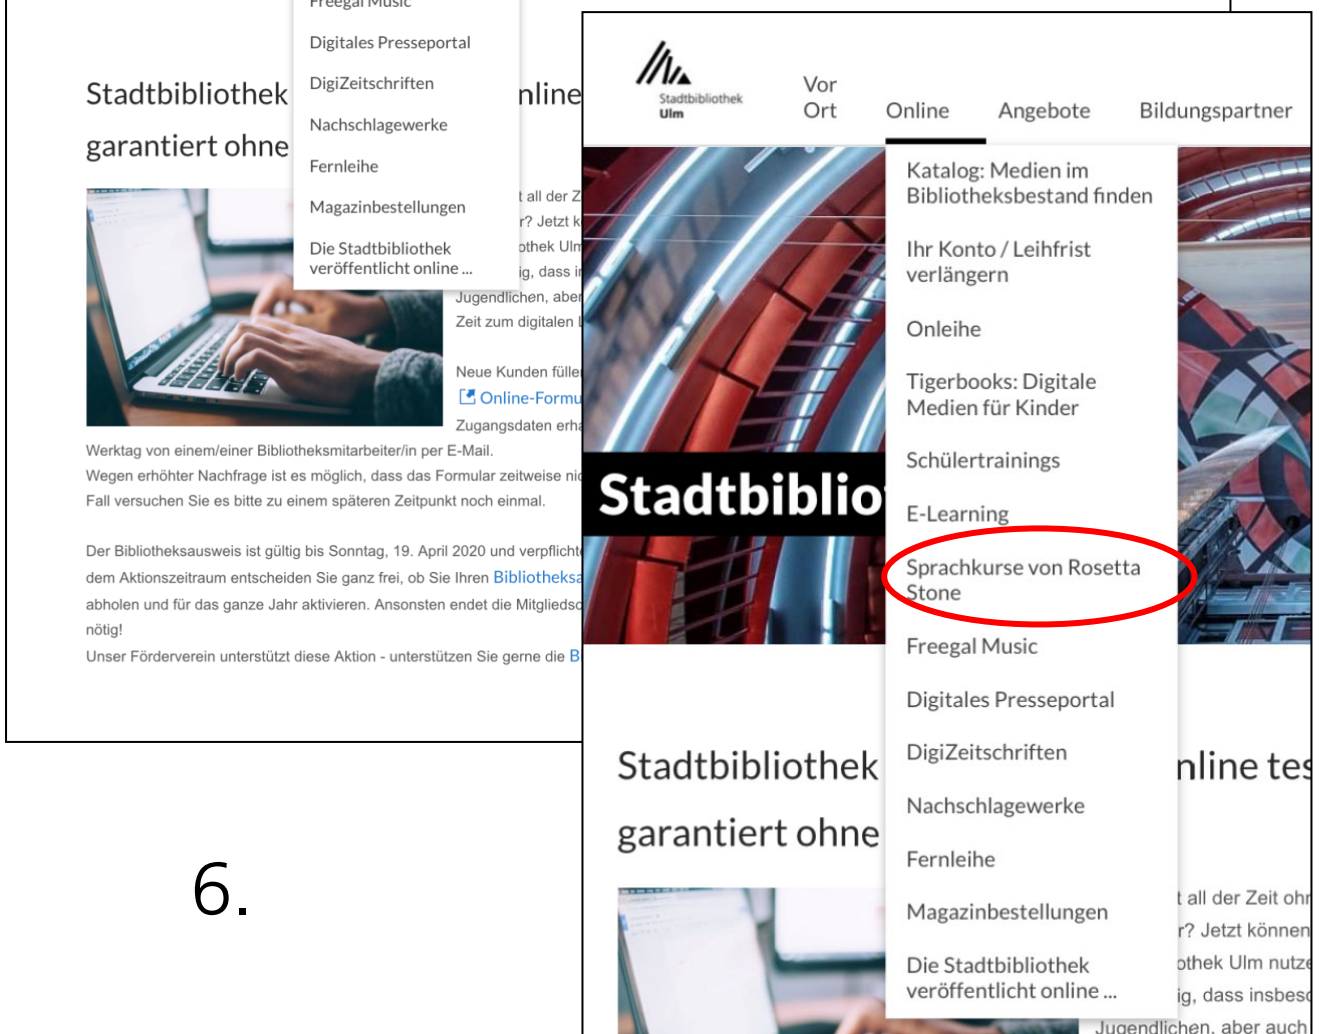 Freegal Music
Digitales Presseportal
DigiZeitschriften
Nachschlagewerke
Fernleihe
Magazinbestellungen
Die Stadtbibliothek
veröffentlicht online ...
Stadtbibliothek nline
garantiert ohne
t all der Z
r? Jetzt k
othek Ulm
ig, dass i
Jugendlichen, aber
Zeit zum digitalen
Neue Kunden fülle
Online-Formu
Zugangsdaten erha
Werktag von einem/einer Bibliotheksmitarbeiter/in per E-Mail.
Wegen erhöhter Nachfrage ist es möglich, dass das Formular zeitweise nic
Fall versuchen Sie es bitte zu einem späteren Zeitpunkt noch einmal.
Der Bibliotheksausweis ist gültig bis Sonntag, 19. April 2020 und verpflichte
dem Aktionszeitraum entscheiden Sie ganz frei, ob Sie Ihren Bibliotheksa
abholen und für das ganze Jahr aktivieren. Ansonsten endet die Mitgliedsc
nötig!
Unser Förderverein unterstützt diese Aktion - unterstützen Sie gerne die B
6.
Stadtbibliothek
Ulm
Vor
Ort
Online
Angebote
Bildungspartner
Katalog: Medien im
Bibliotheksbestand finden
Ihr Konto / Leihfrist
verlängern
Onleihe
Tigerbooks: Digitale
Medien für Kinder
Schülertrainings
E-Learning
Sprachkurse von Rosetta
Stone
Freegal Music
Digitales Presseportal
DigiZeitschriften
Nachschlagewerke
Fernleihe
Magazinbestellungen
Die Stadtbibliothek
veröffentlicht online ...
Stadtbiblio
Stadtbibliothek nline tes
garantiert ohne
t all der Zeit ohn
r? Jetzt können
othek Ulm nutze
ig, dass insbeso
Jugendlichen, aber auch